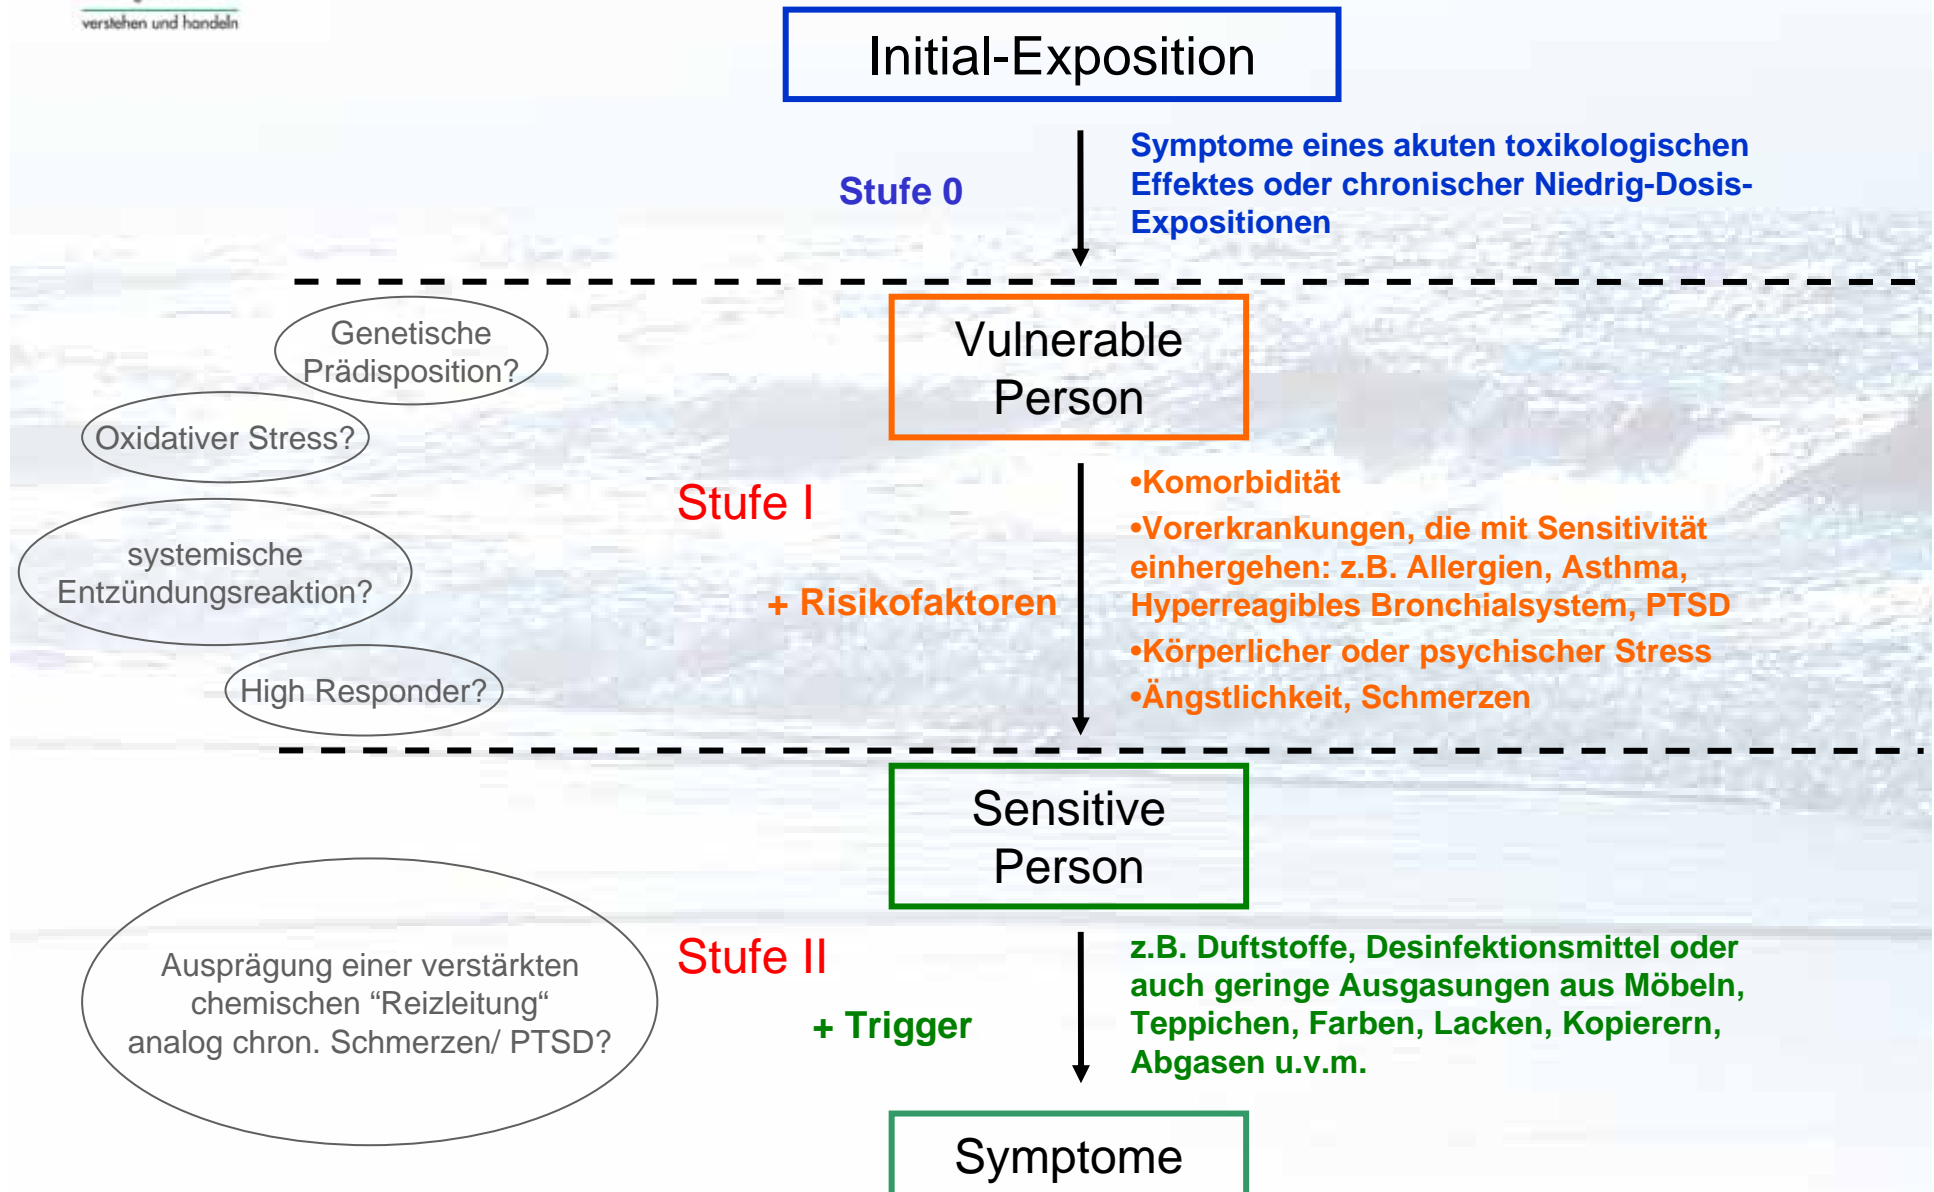 verstehen und handeln
Initial-Exposition
Stufe 0
Symptome eines akuten toxikologischen
Effektes oder chronischer Niedrig-Dosis-
Expositionen
Genetische
Prädisposition?
Oxidativer Stress?
systemische
Entzündungsreaktion?
High Responder?
Vulnerable
Person
Stufe I
+ Risikofaktoren
•Komorbidität
•Vorerkrankungen, die mit Sensitivität
einhergehen: z.B. Allergien, Asthma,
Hyperreagibles Bronchialsystem, PTSD
•Körperlicher oder psychischer Stress
•Ängstlichkeit, Schmerzen
Sensitive
Person
Ausprägung einer verstärkten
chemischen “Reizleitung“
analog chron. Schmerzen/ PTSD?
Stufe II
+ Trigger
z.B. Duftstoffe, Desinfektionsmittel oder
auch geringe Ausgasungen aus Möbeln,
Teppichen, Farben, Lacken, Kopierern,
Abgasen u.v.m.
Symptome